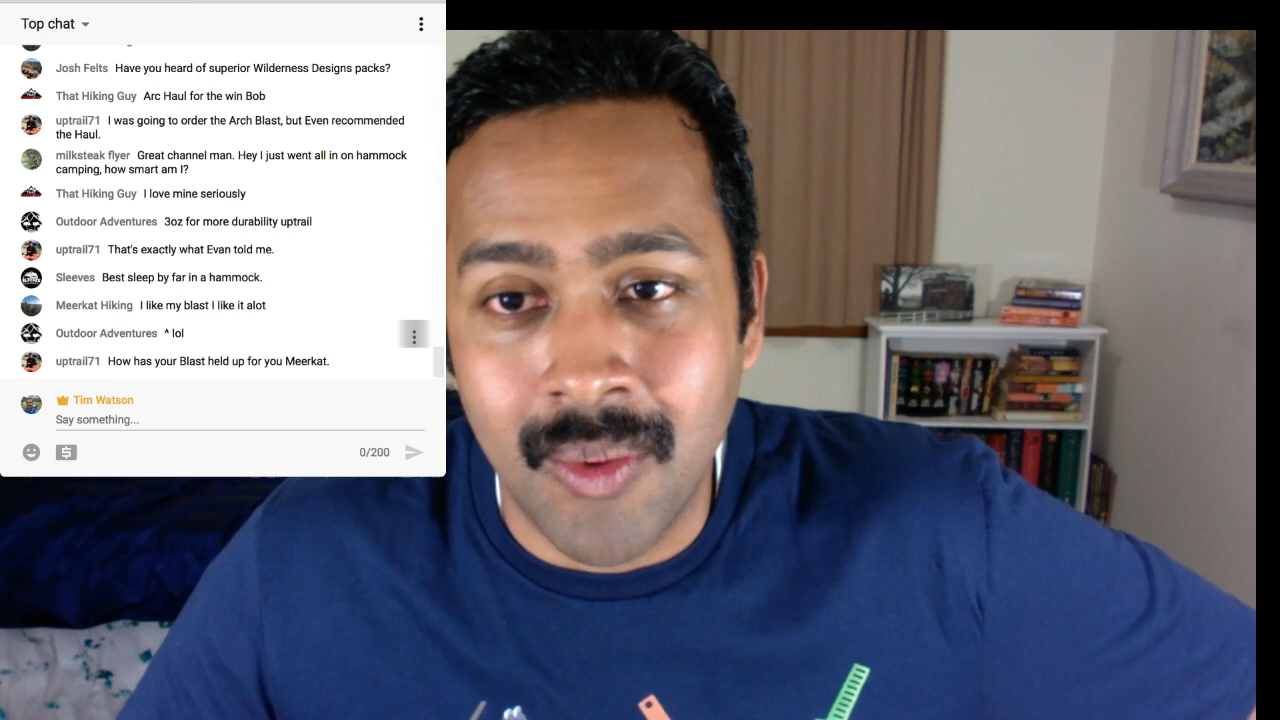 Top chat
Josh Felts Have you heard of superior Wilderness Designs packs?
That Hiking Guy Arc Haul for the win Bob
uptrail71 I was going to order the Arch Blast, but Even recommended
the Haul.
milksteak flyer Great channel man. Hey I just went all in on hammock
camping, how smart am I?
That Hiking Guy I love mine seriously
Outdoor Adventures 3oz for more durability uptrail
uptrail71 That's exactly what Evan told me.
Sleeves Best sleep by far in a hammock.
Meerkat Hiking I like my blast I like it alot
Outdoor Adventures ^ lol
uptrail71 How has your Blast held up for you Meerkat.
Tim Watson
Say something...
0/200